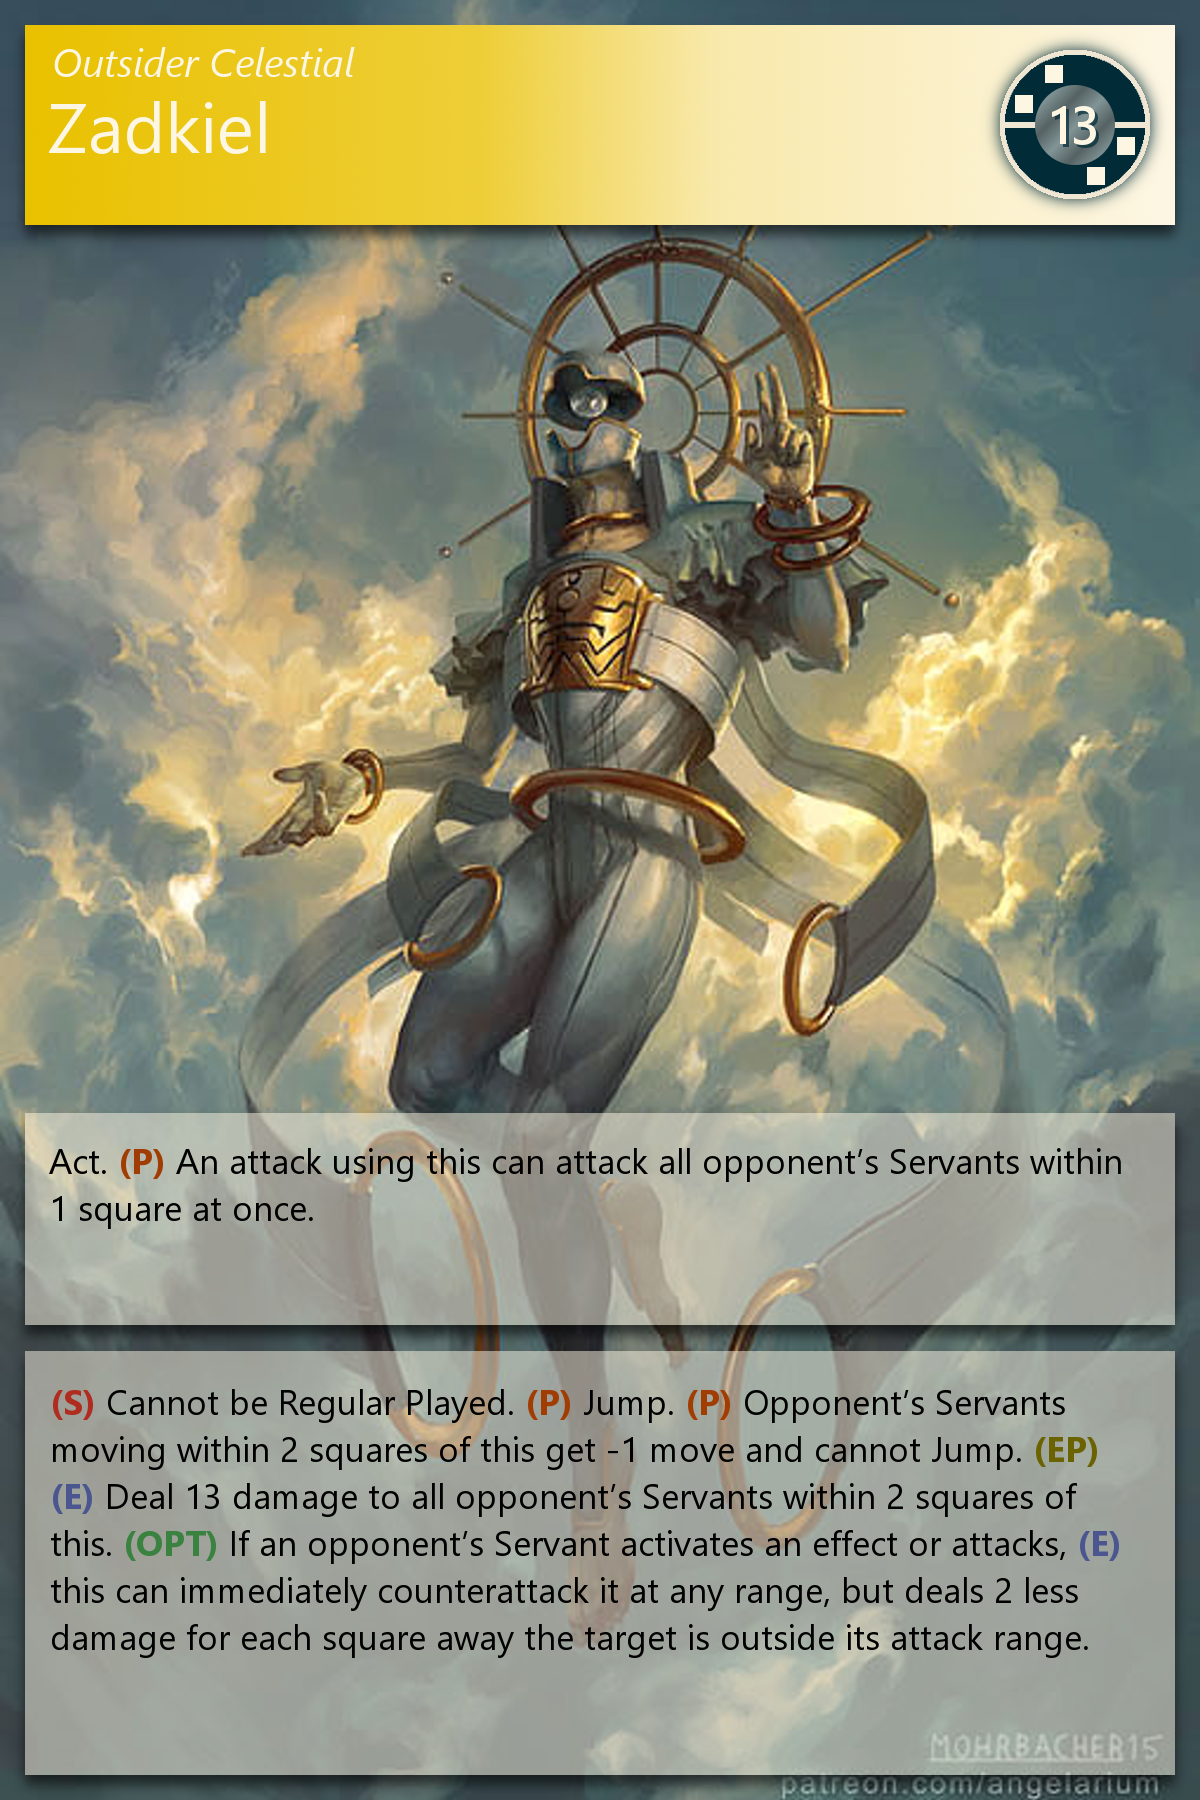 Outsider Celestial
Zadkiel
13
Act. (P) An attack using this can attack all opponent’s Servants within
1 square at once.
(S) Cannot be Regular Played. (P) Jump. (P) Opponent’s Servants
moving within 2 squares of this get -1 move and cannot Jump. (EP)
(E) Deal 13 damage to all opponent’s Servants within 2 squares of
this. (OPT) If an opponent’s Servant activates an effect or attacks, (E)
this can immediately counterattack it at any range, but deals 2 less
damage for each square away the target is outside its attack range.
MOHRBACHER15
patreon.com/angelarium